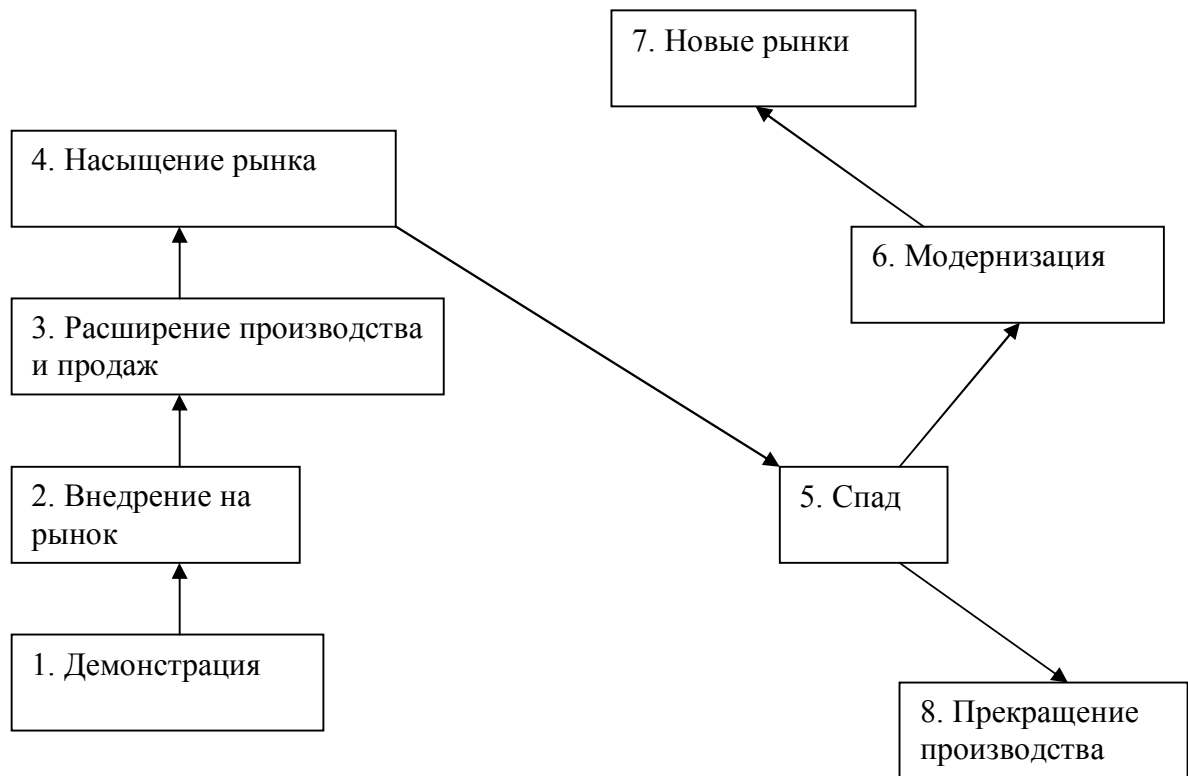 7. Новые рынки
4. Насыщение рынка
6. Модернизация
3. Расширение производства
и продаж
2. Внедрение на
рынок
5. Спад
1. Демонстрация
8. Прекращение
производства